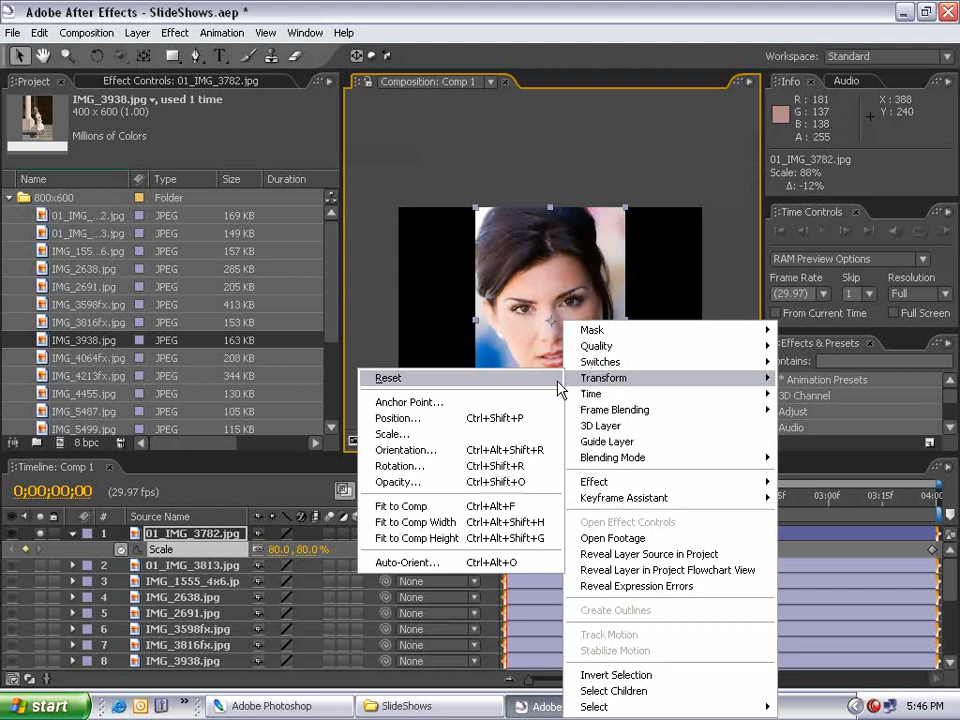 Adobe After Effects - SlideShows.aep *
File Edit Composition Layer Effect Animation View Window Help
Workspace: Standard
Project Effect Controls: 01_IMG_3782.jpg
Composition: Comp 1
Info Audio
IMG_3938.jpg , used 1 time
400 x 600 (1.00)
Millions of Colors
R : 181 X : 388
G : 137 Y : 240
B : 138
A : 255
01_IMG_3782.jpg
Scale: 88%
Δ: -12%
Name Type Size Duration
800x600 Folder
01_IMG_...2.jpg JPEG 169 KB
01_IMG_...3.jpg JPEG 149 KB
IMG_155...6.jpg JPEG 157 KB
IMG_2638.jpg JPEG 285 KB
IMG_2691.jpg JPEG 205 KB
IMG_3598fx.jpg JPEG 413 KB
IMG_3816fx.jpg JPEG 153 KB
IMG_3938.jpg JPEG 163 KB
IMG_4064fx.jpg JPEG 208 KB
IMG_4213fx.jpg JPEG 344 KB
IMG_4455.jpg JPEG 130 KB
IMG_5487.jpg JPEG 105 KB
IMG_5499.jpg JPEG 115 KB
8 bpc
Time Controls
RAM Preview Options
Frame Rate Skip Resolution
(29.97) 1 Full
From Current Time Full Screen
Effects & Presets
ontains:
* Animation Presets
3D Channel
Adjust
Audio
Mask
Quality
Switches
Transform
Time
Frame Blending
3D Layer
Guide Layer
Blending Mode
Effect
Keyframe Assistant
Open Effect Controls
Open Footage
Reveal Layer Source in Project
Reveal Layer in Project Flowchart View
Reveal Expression Errors
Create Outlines
Track Motion
Stabilize Motion
Invert Selection
Select Children
Select
Reset
Anchor Point...
Position... Ctrl+Shift+P
Scale...
Orientation... Ctrl+Alt+Shift+R
Rotation... Ctrl+Shift+R
Opacity... Ctrl+Shift+O
Fit to Comp Ctrl+Alt+F
Fit to Comp Width Ctrl+Alt+Shift+H
Fit to Comp Height Ctrl+Alt+Shift+G
Auto-Orient... Ctrl+Alt+O
Timeline: Comp 1
0;00;00;00 (29.97 fps)
03:00f 03:15f 04:00
# Source Name
1 01_IMG_3782.jpg
Scale 80.0, 80.0 %
2 01_IMG_3813.jpg
3 IMG_1555_4x6.jp
4 IMG_2638.jpg None
5 IMG_2691.jpg None
6 IMG_3598fx.jpg None
7 IMG_3816fx.jpg None
8 IMG_3938.jpg None
None
start Adobe Photoshop SlideShows Adobe 5:46 PM